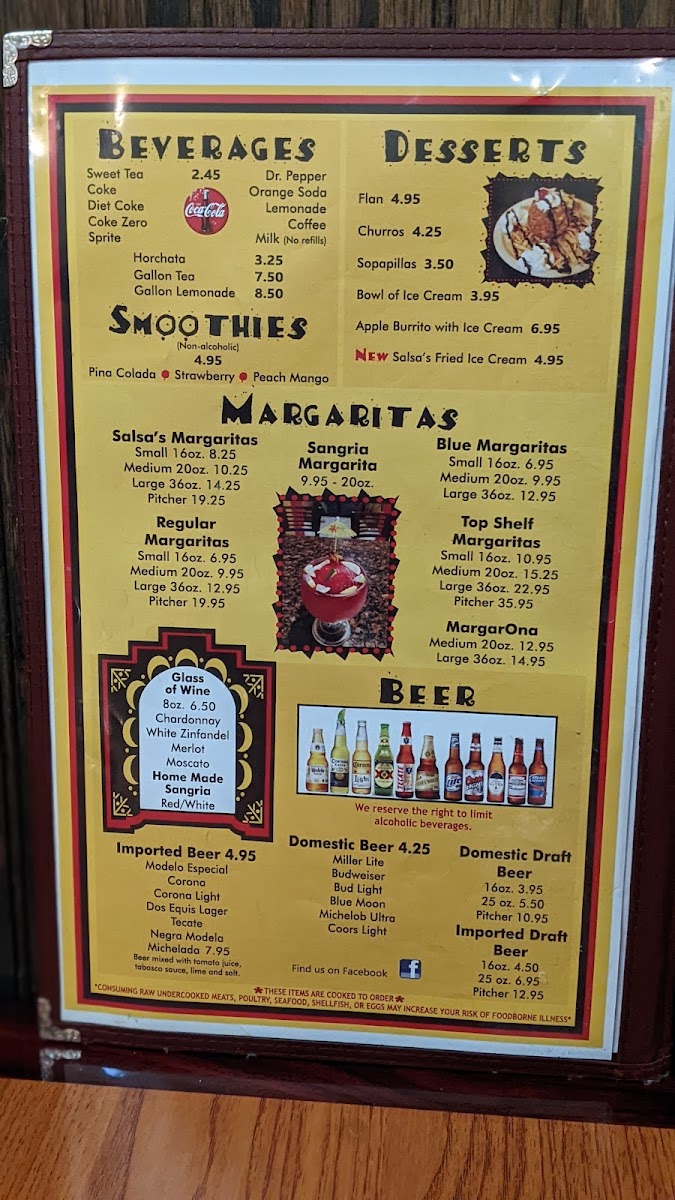 BEVERAGES
Sweet Tea 2.45
Coke
Diet Coke
Coke Zero
Sprite
Coca-Cola
Dr. Pepper
Orange Soda
Lemonade
Coffee
Milk (No refills)
Horchata 3.25
Gallon Tea 7.50
Gallon Lemonade 8.50
SMOOTHIES
(Non-alcoholic)
4.95
Pina Colada Strawberry Peach Mango
DESSERTS
Flan 4.95
Churros 4.25
Sopapillas 3.50
Bowl of Ice Cream 3.95
Apple Burrito with Ice Cream 6.95
NEW Salsa's Fried Ice Cream 4.95
MARGARITAS
Salsa's Margaritas
Small 16oz. 8.25
Medium 20oz. 10.25
Large 36oz. 14.25
Pitcher 19.25
Regular
Margaritas
Small 16oz. 6.95
Medium 20oz. 9.95
Large 36oz. 12.95
Pitcher 19.95
Sangria
Margarita
9.95 - 20oz.
Blue Margaritas
Small 16oz. 6.95
Medium 20oz. 9.95
Large 36oz. 12.95
Top Shelf
Margaritas
Small 16oz. 10.95
Medium 20oz. 15.25
Large 36oz. 22.95
Pitcher 35.95
MargarOna
Medium 20oz. 12.95
Large 36oz. 14.95
Glass
of Wine
8oz. 6.50
Chardonnay
White Zinfandel
Merlot
Moscato
Home Made
Sangria
Red/White
BEER
We reserve the right to limit
alcoholic beverages.
Imported Beer 4.95
Modelo Especial
Corona
Corona Light
Dos Equis Lager
Tecate
Negra Modela
Michelada 7.95
Beer mixed with tomato juice,
tabasco sauce, lime and salt.
Domestic Beer 4.25
Miller Lite
Budweiser
Bud Light
Blue Moon
Michelob Ultra
Coors Light
Find us on Facebook f
Domestic Draft
Beer
16oz. 3.95
25 oz. 5.50
Pitcher 10.95
Imported Draft
Beer
16oz. 4.50
25 oz. 6.95
Pitcher 12.95
*THESE ITEMS ARE COOKED TO ORDER*
*CONSUMING RAW UNDERCOOKED MEATS, POULTRY, SEAFOOD, SHELLFISH, OR EGGS MAY INCREASE YOUR RISK OF FOODBORNE ILLNESS*